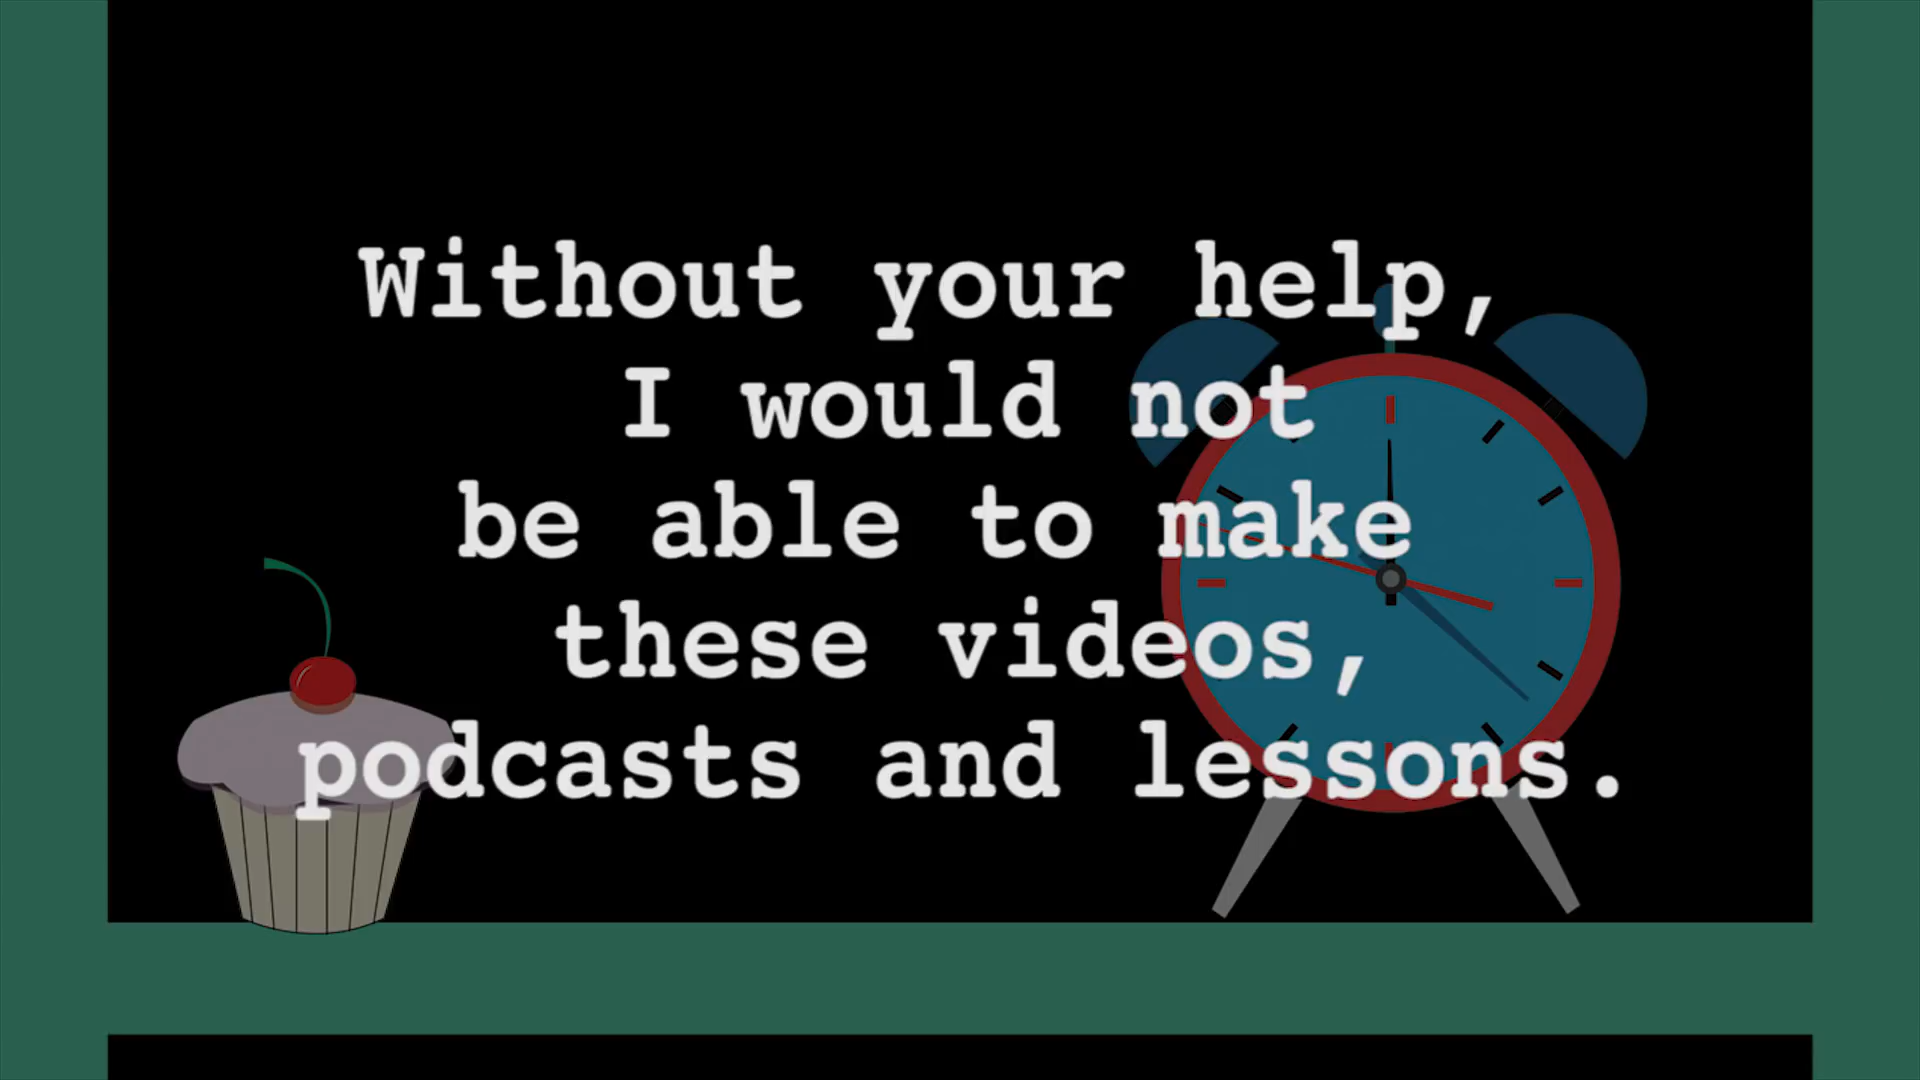 Without your help,
I would not
be able to make
these videos,
podcasts and lessons.